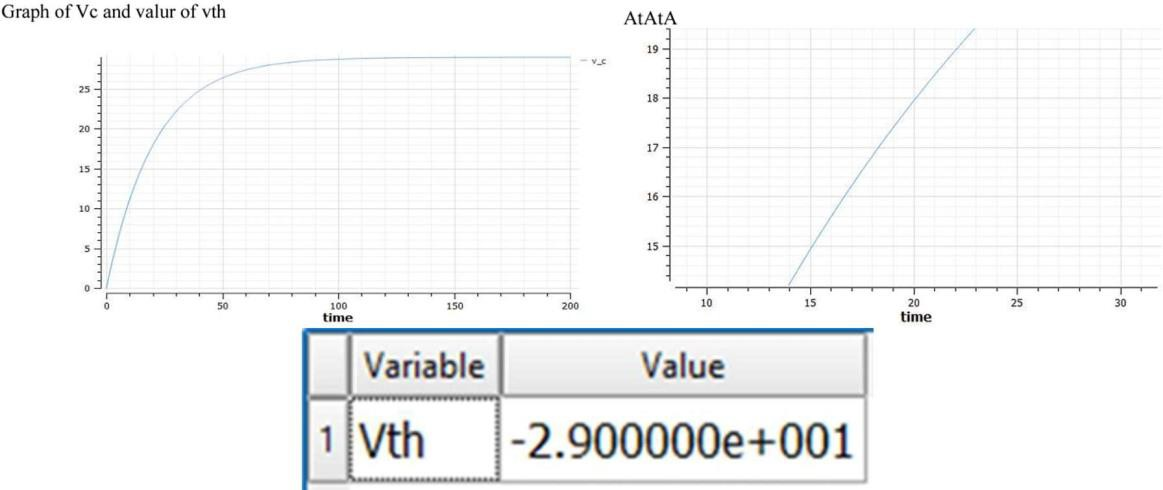 Graph of Vc and valur of vth
25
20
15
10
5
0
0 50 100 150 200
time
v_c
AtAtA
19
18
17
16
15
10 15 20 25 30
time
Variable Value
1 Vth -2.900000e+001